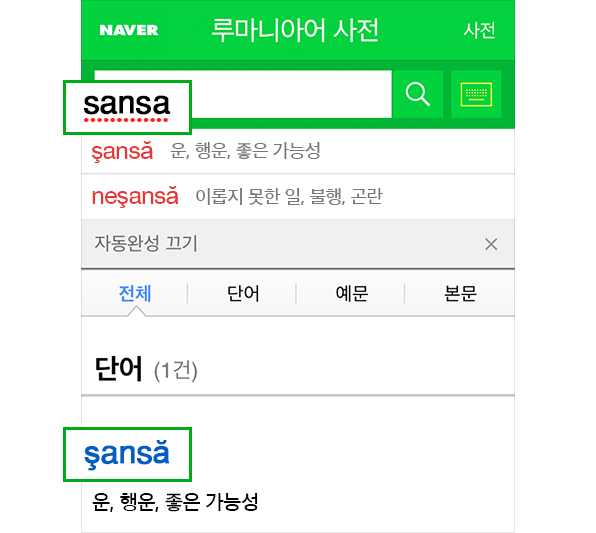 NAVER 루마니아어 사전 사전
sansa
şansă 운, 행운, 좋은 가능성
neşansă 이롭지 못한 일, 불행, 곤란
자동완성 끄기 ×
전체 단어 예문 본문
단어 (1건)
şansă
운, 행운, 좋은 가능성